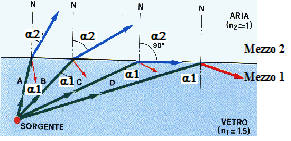 N N N N
α2 α2 α2 90°
ARIA
(n2≃1)
Mezzo 2
Mezzo 1
A B C D
α1 α1 α1 α1
SORGENTE
VETRO
(n1=1.5)